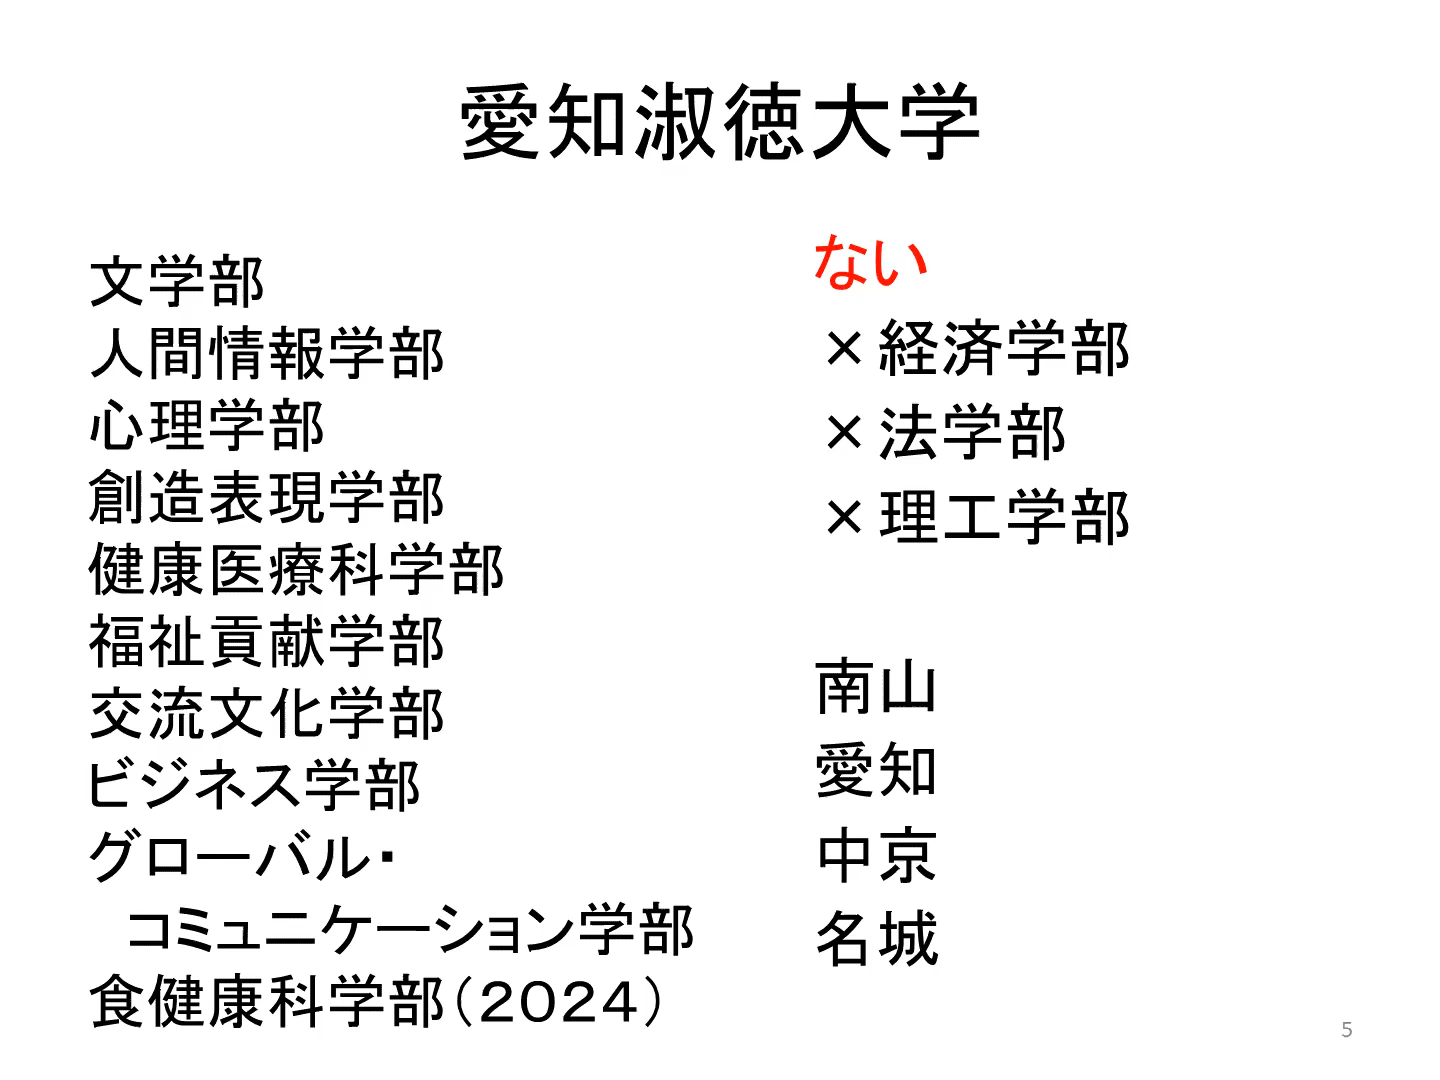 愛知淑徳大学
文学部
人間情報学部
心理学部
創造表現学部
健康医療科学部
福祉貢献学部
交流文化学部
ビジネス学部
グローバル・
コミュニケーション学部
食健康科学部（２０２４）
ない
×経済学部
×法学部
×理工学部
南山
愛知
中京
名城
5